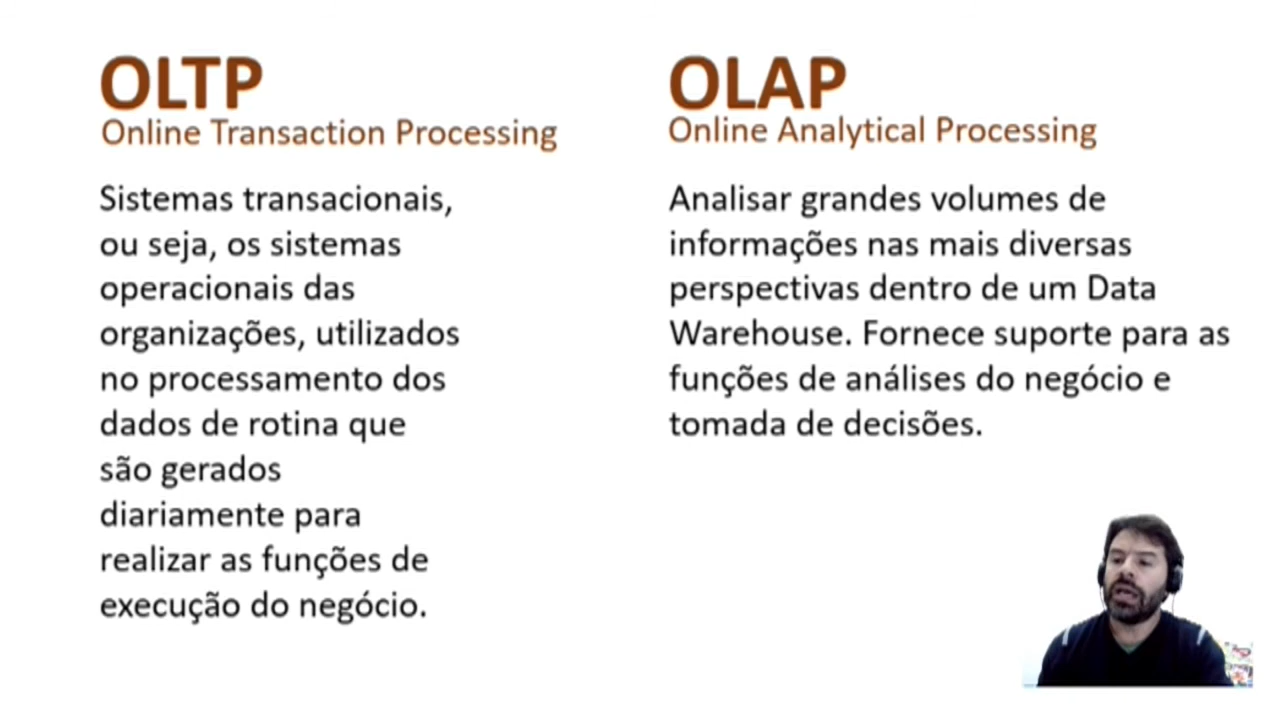 OLTP
Online Transaction Processing
Sistemas transacionais,
ou seja, os sistemas
operacionais das
organizações, utilizados
no processamento dos
dados de rotina que
são gerados
diariamente para
realizar as funções de
execução do negócio.
OLAP
Online Analytical Processing
Analisar grandes volumes de
informações nas mais diversas
perspectivas dentro de um Data
Warehouse. Fornece suporte para as
funções de análises do negócio e
tomada de decisões.